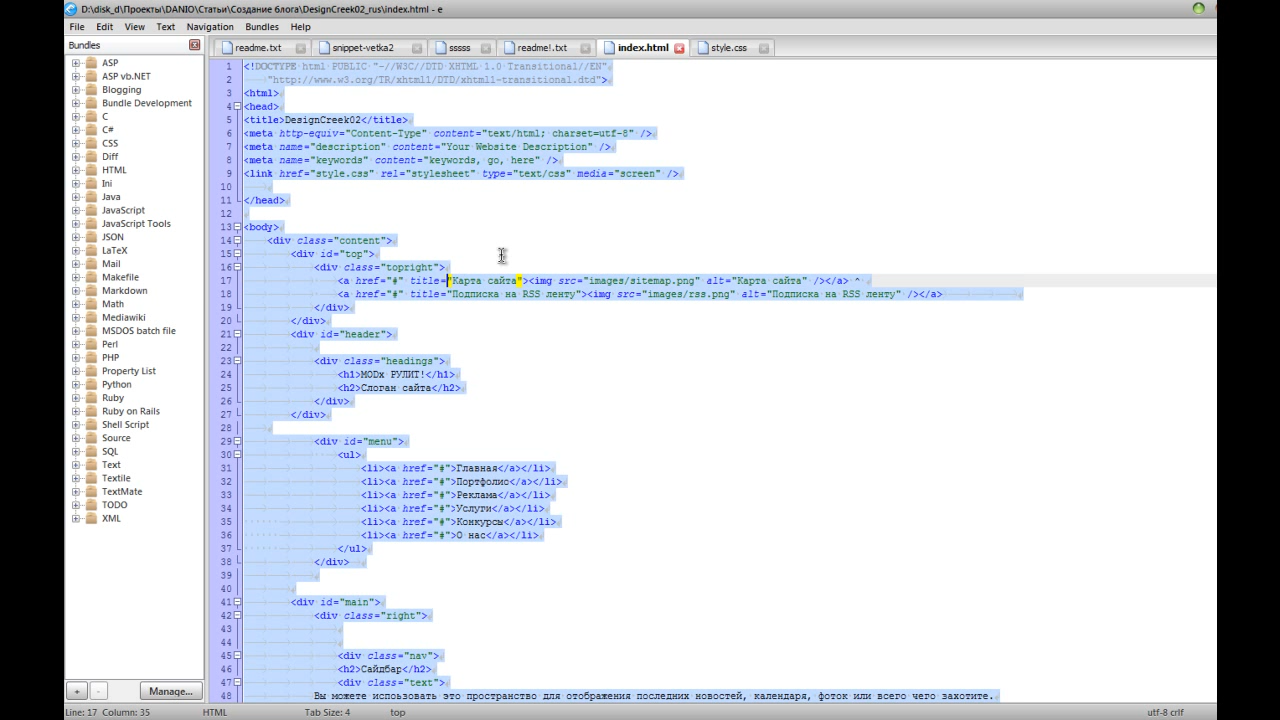 D:\disk_d\Проекты\DANIO\Статьи\Создание блога\DesignCreek02_rus\index.html - e
File Edit View Text Navigation Bundles Help
Bundles
readme.txt snippet-vetka2 sssss readme!.txt index.html style.css
ASP
ASP vb.NET
Blogging
Bundle Development
C
C#
CSS
Diff
HTML
Ini
Java
JavaScript
JavaScript Tools
JSON
LaTeX
Mail
Makefile
Markdown
Math
Mediawiki
MSDOS batch file
Perl
PHP
Property List
Python
Ruby
Ruby on Rails
Shell Script
Source
SQL
Text
Textile
TextMate
TODO
XML
+ - Manage...
1 <!DOCTYPE html PUBLIC "-//W3C//DTD XHTML 1.0 Transitional//EN"
2 "http://www.w3.org/TR/xhtml1/DTD/xhtml1-transitional.dtd">
3 <html>
4 <head>
5 <title>DesignCreek02</title>
6 <meta http-equiv="Content-Type" content="text/html; charset=utf-8" />
7 <meta name="description" content="Your Website Description" />
8 <meta name="keywords" content="keywords, go, here" />
9 <link href="style.css" rel="stylesheet" type="text/css" media="screen" />
10
11 </head>
12
13 <body>
14 <div class="content">
15 <div id="top">
16 <div class="topright">
17 <a href="#" title="Карта сайта"><img src="images/sitemap.png" alt="Карта сайта" /></a> ^
18 <a href="#" title="Подписка на RSS ленту"><img src="images/rss.png" alt="Подписка на RSS ленту" /></a>
19 </div>
20 </div>
21 <div id="header">
22
23 <div class="headings">
24 <h1>MODx РУЛИТ!</h1>
25 <h2>Слоган сайта</h2>
26 </div>
27 </div>
28
29 <div id="menu">
30 <ul>
31 <li><a href="#">Главная</a></li>
32 <li><a href="#">Портфолио</a></li>
33 <li><a href="#">Реклама</a></li>
34 <li><a href="#">Услуги</a></li>
35 <li><a href="#">Конкурсы</a></li>
36 <li><a href="#">О нас</a></li>
37 </ul>
38 </div>
39
40
41 <div id="main">
42 <div class="right">
43
44
45 <div class="nav">
46 <h2>Сайдбар</h2>
47 <div class="text">
48 Вы можете испоьзовать это пространство для отображения последних новостей, календаря, фоток или всего чего захотите.
Line: 17 Column: 35 HTML Tab Size: 4 top utf-8 crlf